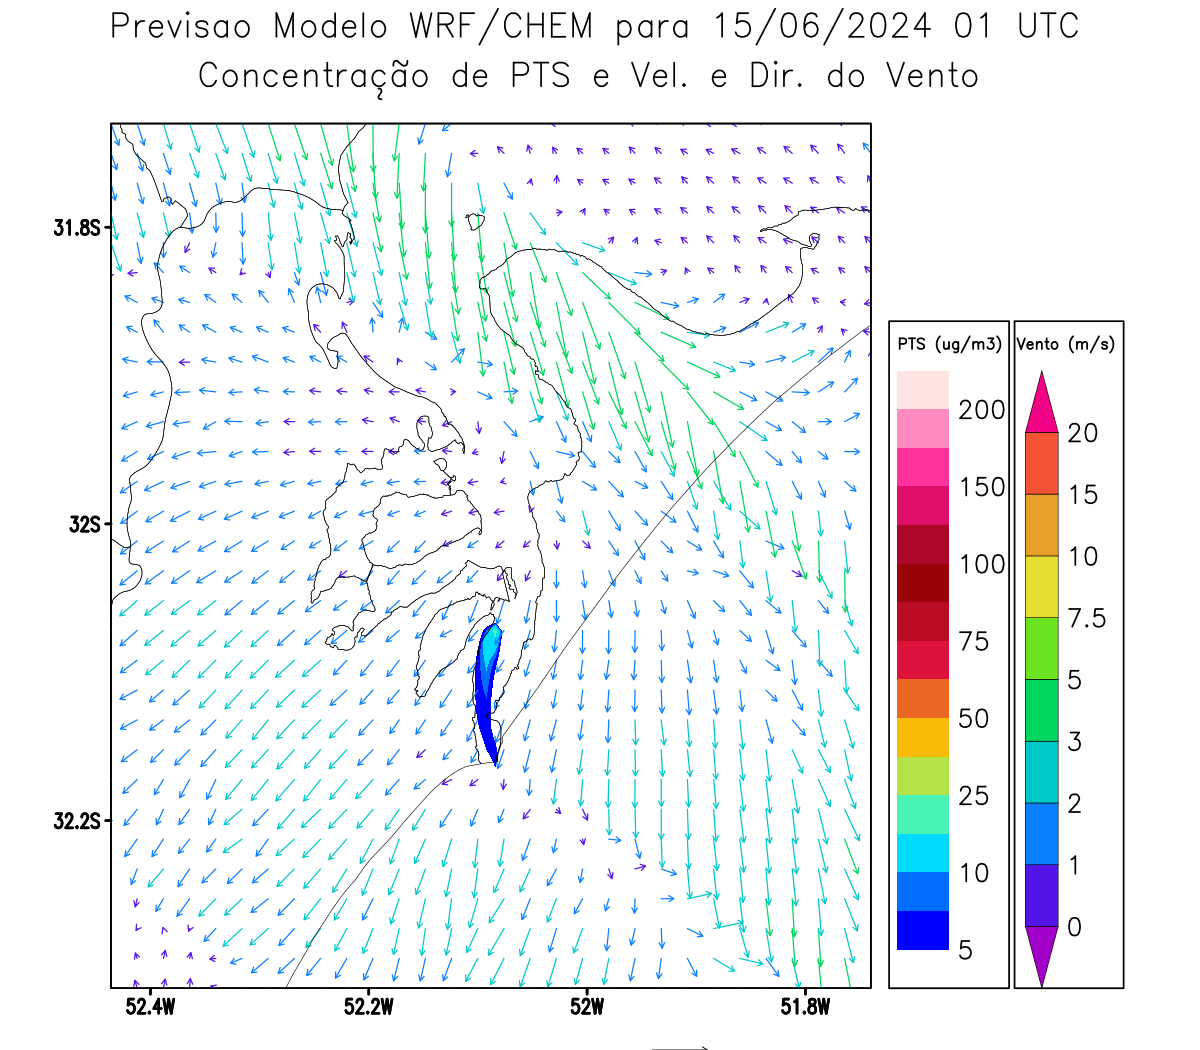 Previsao Modelo WRF/CHEM para 15/06/2024 01 UTC
Concentração de PTS e Vel. e Dir. do Vento
31.8S
32S
32.2S
52.4W 52.2W 52W 51.8W
PTS (ug/m3)
200
150
100
75
50
25
10
5
Vento (m/s)
20
15
10
7.5
5
3
2
1
0